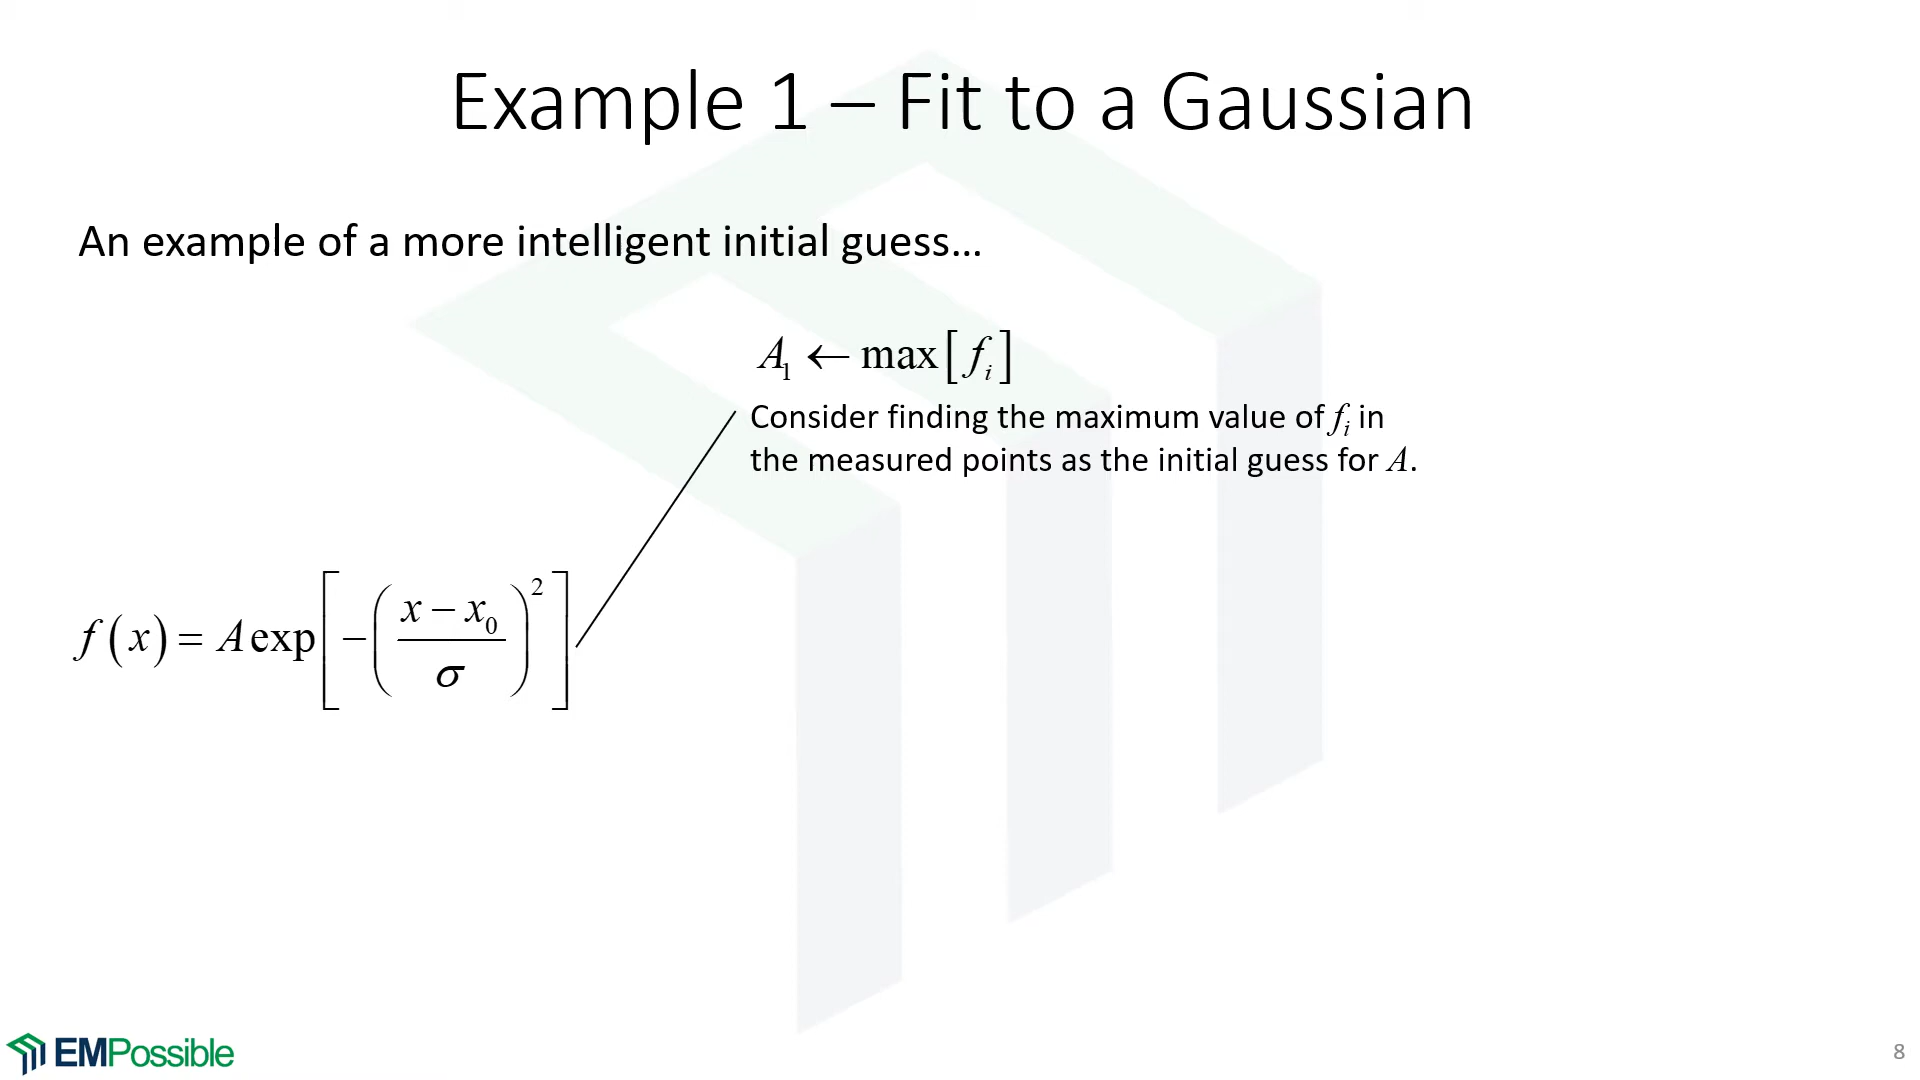 Example 1 – Fit to a Gaussian
An example of a more intelligent initial guess...
A₁ ← max[fᵢ]
Consider finding the maximum value of fᵢ in
the measured points as the initial guess for A.
f(x) = A exp[−((x − x₀)/σ)²]
EMPossible
8